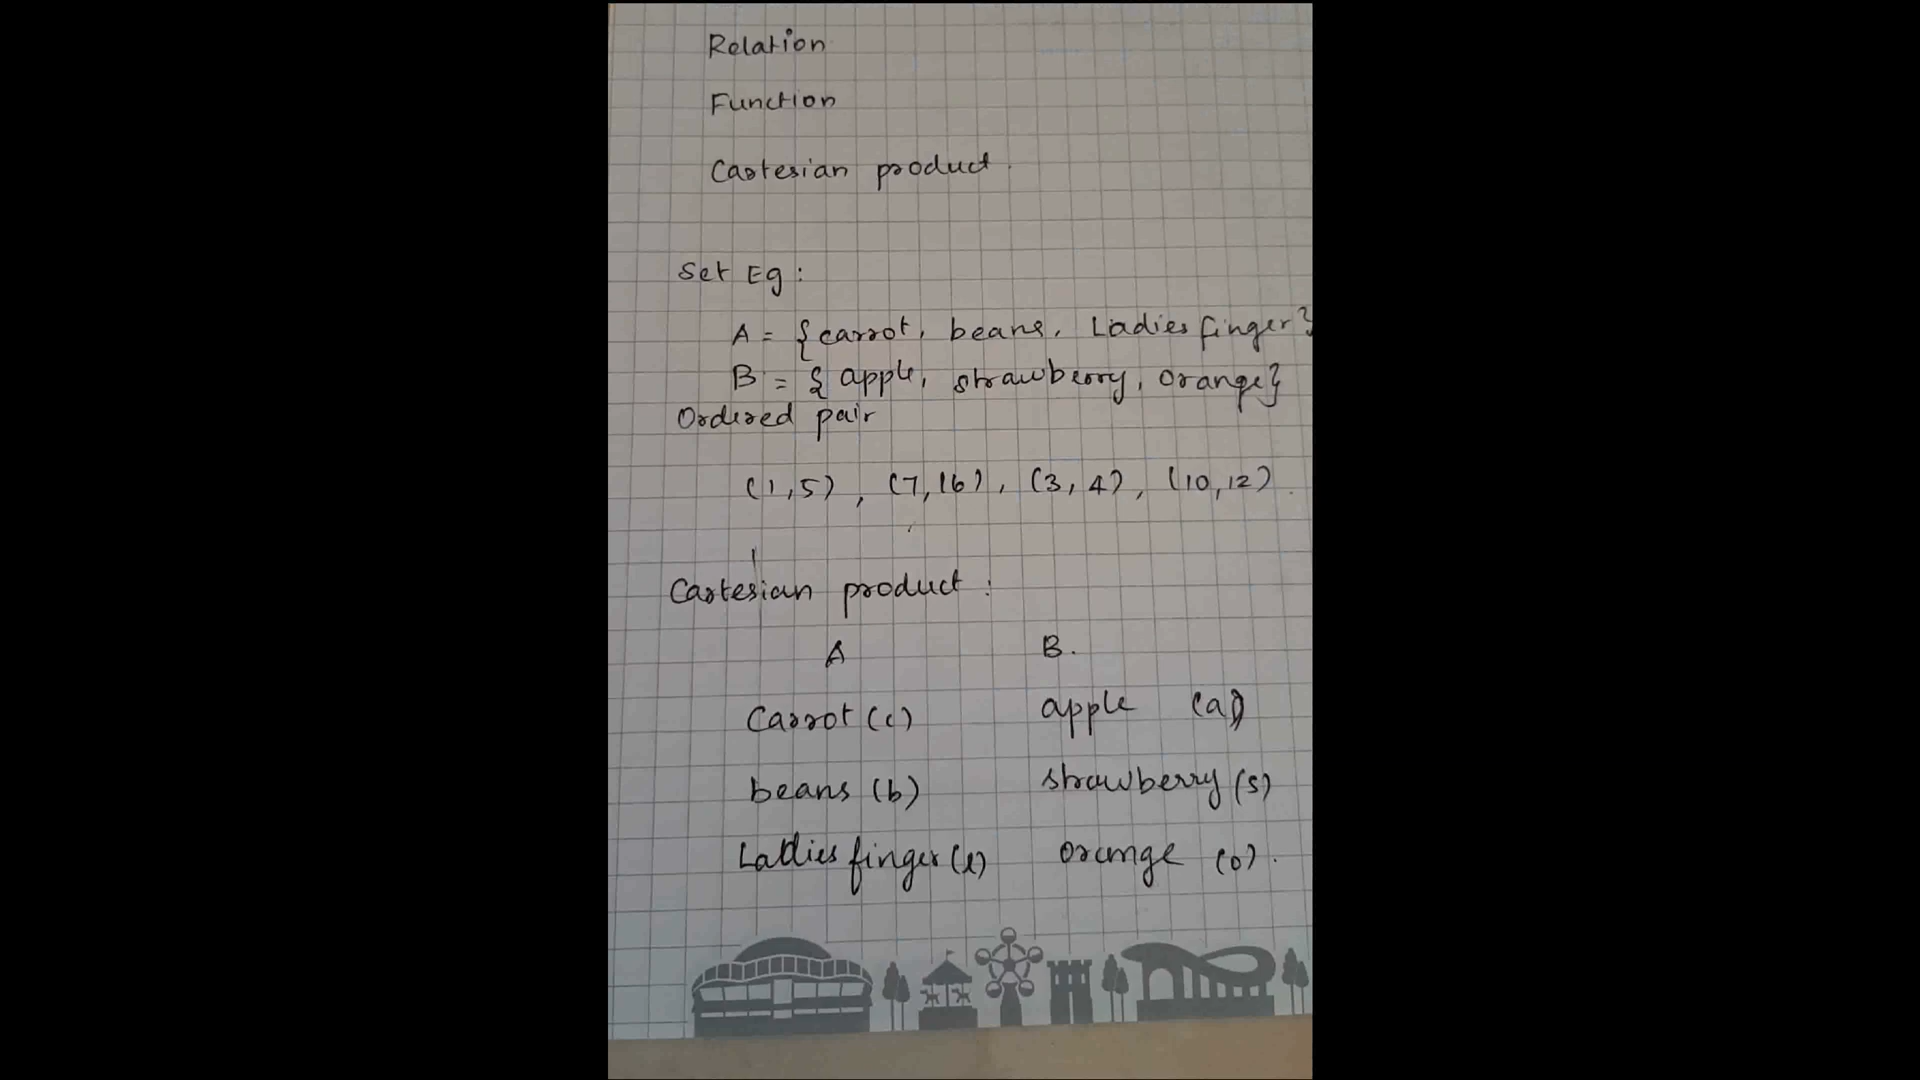 Relation
Function
Cartesian product.
Set Eg:
A = {carrot, beans, Ladies finger}
B = {apple, strawberry, orange}
Ordered pair
(1,5), (7,16), (3,4), (10,12).
Cartesian product:
A B.
Carrot (c) apple (a)
beans (b) strawberry (s)
Ladies finger (l) orange (o).